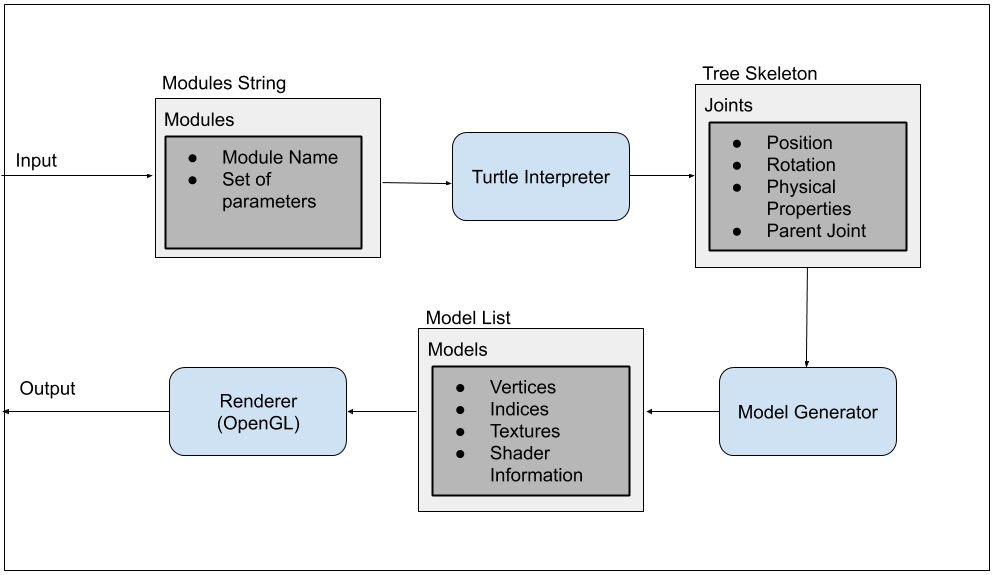 Modules String
Modules
● Module Name
● Set of
parameters
Input
Turtle Interpreter
Tree Skeleton
Joints
● Position
● Rotation
● Physical
Properties
● Parent Joint
Model Generator
Model List
Models
● Vertices
● Indices
● Textures
● Shader
Information
Renderer
(OpenGL)
Output